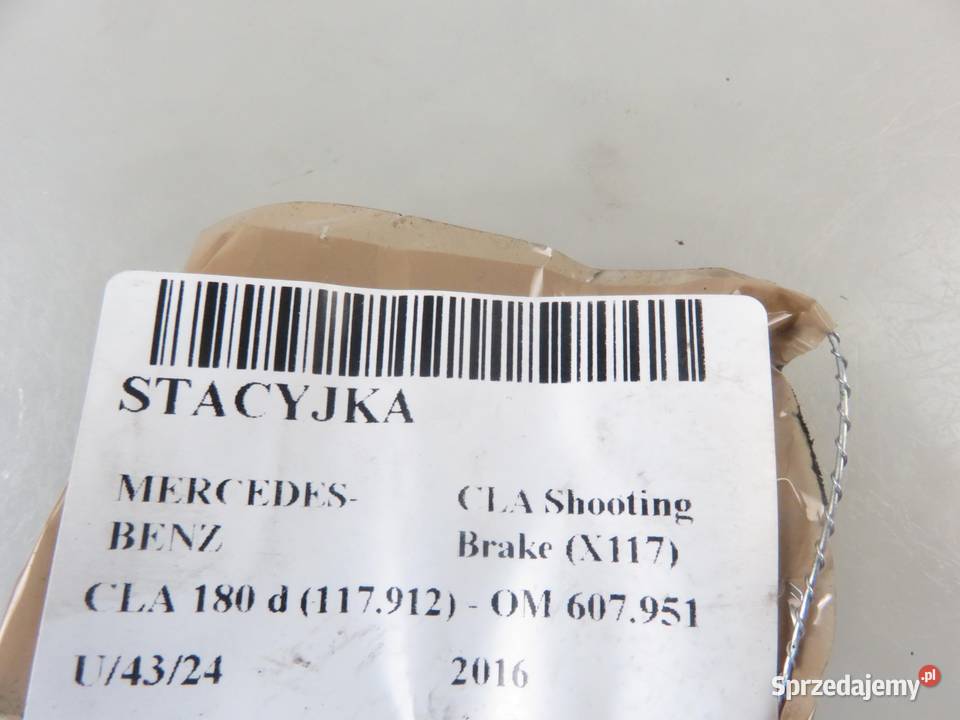 STACYJKA
MERCEDES-
BENZ
CLA Shooting
Brake (X117)
CLA 180 d (117.912) - OM 607.951
U/43/24
2016
Sprzedajemy.pl